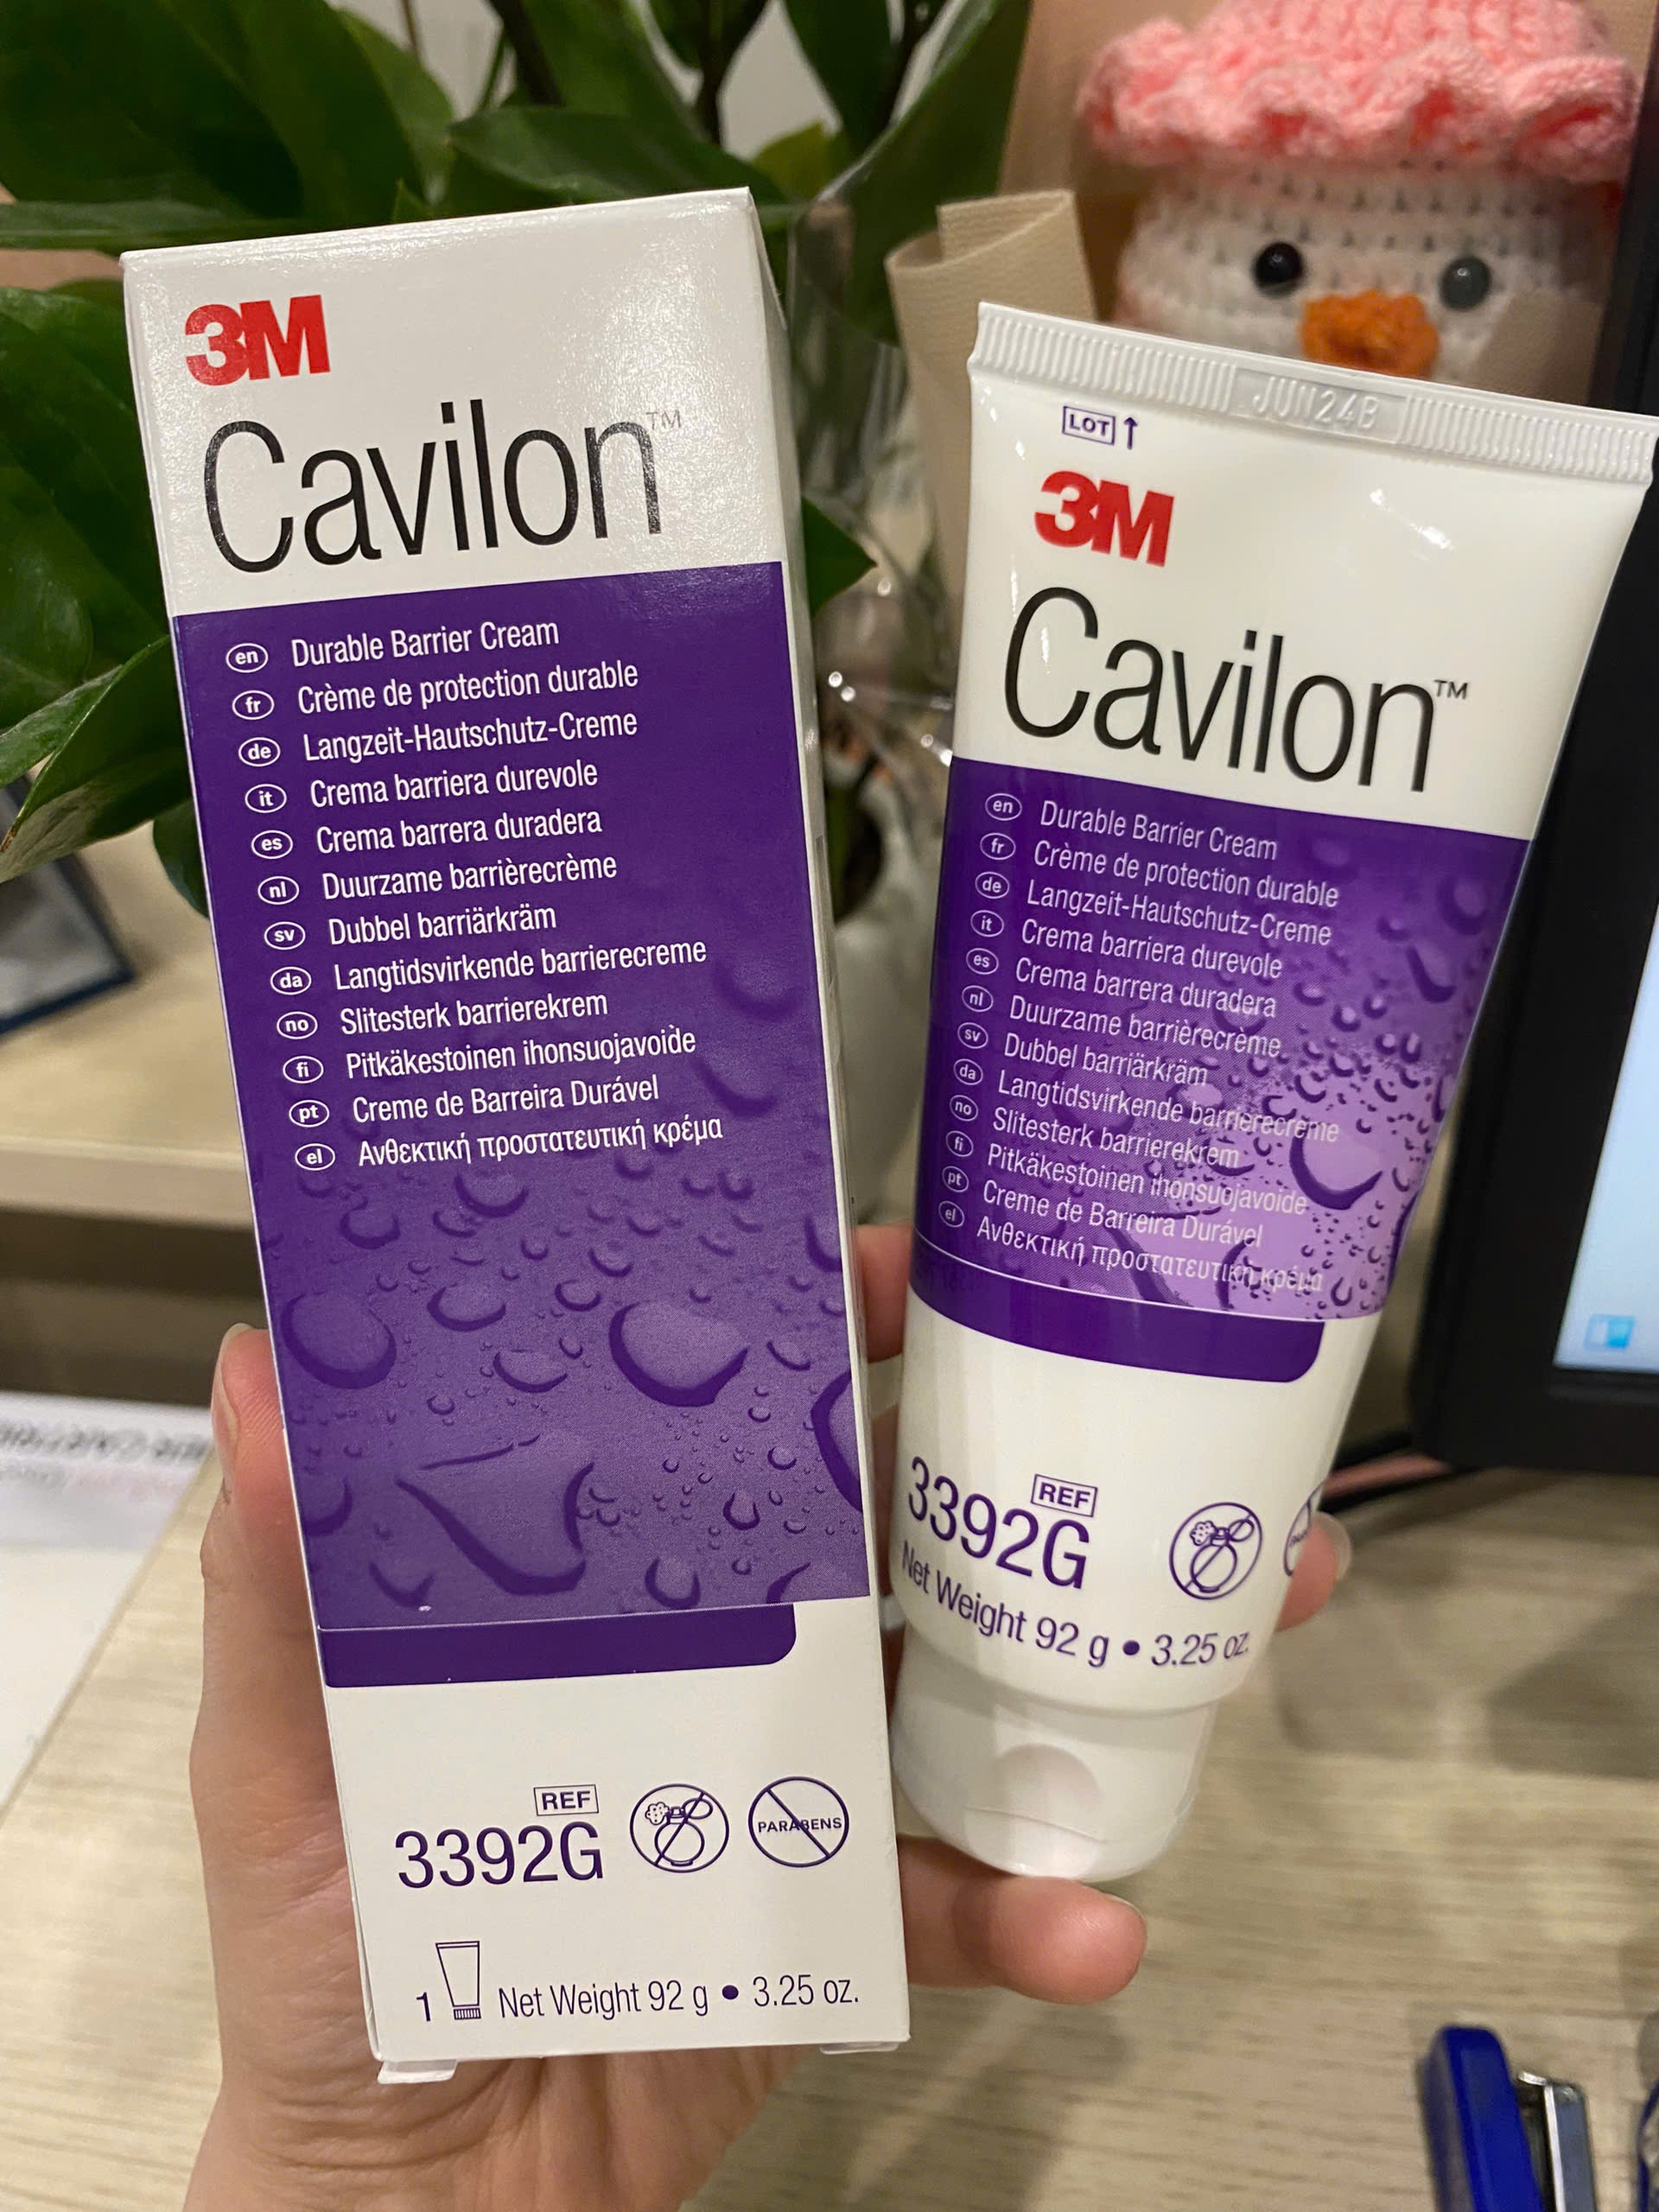 3M
Cavilon™
en Durable Barrier Cream
fr Crème de protection durable
de Langzeit-Hautschutz-Creme
it Crema barriera durevole
es Crema barrera duradera
nl Duurzame barrièrecrème
sv Dubbel barriärkräm
da Langtidsvirkende barrierecreme
no Slitesterk barrierekrem
fi Pitkäkestoinen ihonsuojavoide
pt Creme de Barreira Durável
el Ανθεκτική προστατευτική κρέμα
REF
3392G
PARABENS
1 Net Weight 92 g • 3.25 oz.
LOT
3M
Cavilon™
en Durable Barrier Cream
fr Crème de protection durable
de Langzeit-Hautschutz-Creme
it Crema barriera durevole
es Crema barrera duradera
nl Duurzame barrièrecrème
sv Dubbel barriärkräm
da Langtidsvirkende barrierecreme
no Slitesterk barrierekrem
fi Pitkäkestoinen ihonsuojavoide
pt Creme de Barreira Durável
el Ανθεκτική προστατευτική κρέμα
REF
3392G
Net Weight 92 g • 3.25 oz.